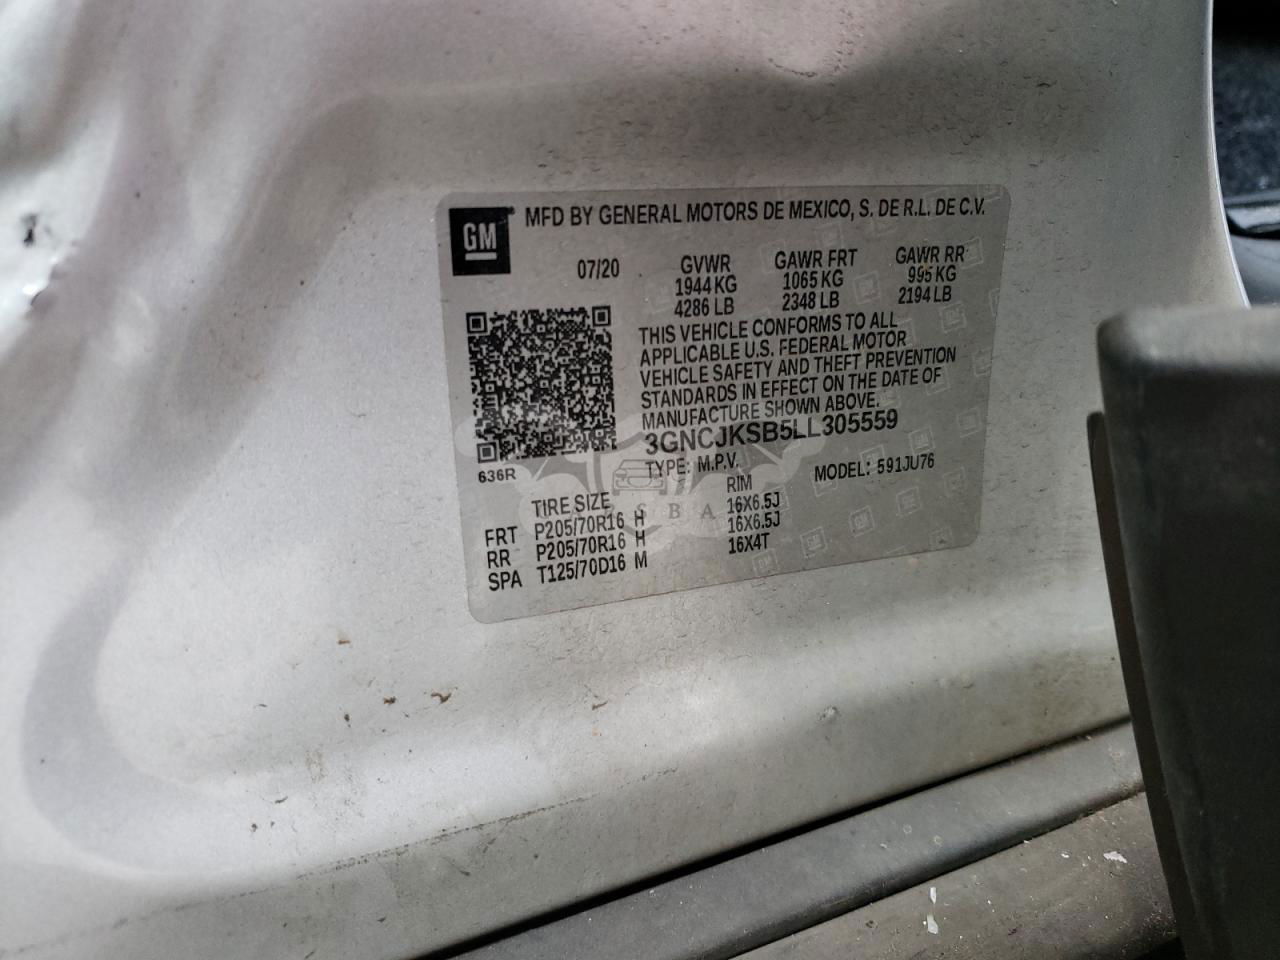 GM
MFD BY GENERAL MOTORS DE MEXICO, S. DE R.L. DE C.V.
07/20
GVWR GAWR FRT GAWR RR
1944 KG 1065 KG 995 KG
4286 LB 2348 LB 2194 LB
THIS VEHICLE CONFORMS TO ALL
APPLICABLE U.S. FEDERAL MOTOR
VEHICLE SAFETY AND THEFT PREVENTION
STANDARDS IN EFFECT ON THE DATE OF
MANUFACTURE SHOWN ABOVE.
3GNCJKSB5LL305559
636R
TYPE: M.P.V. MODEL: 591JU76
TIRE SIZE RIM
FRT P205/70R16 H 16X6.5J
RR P205/70R16 H 16X6.5J
SPA T125/70D16 M 16X4T